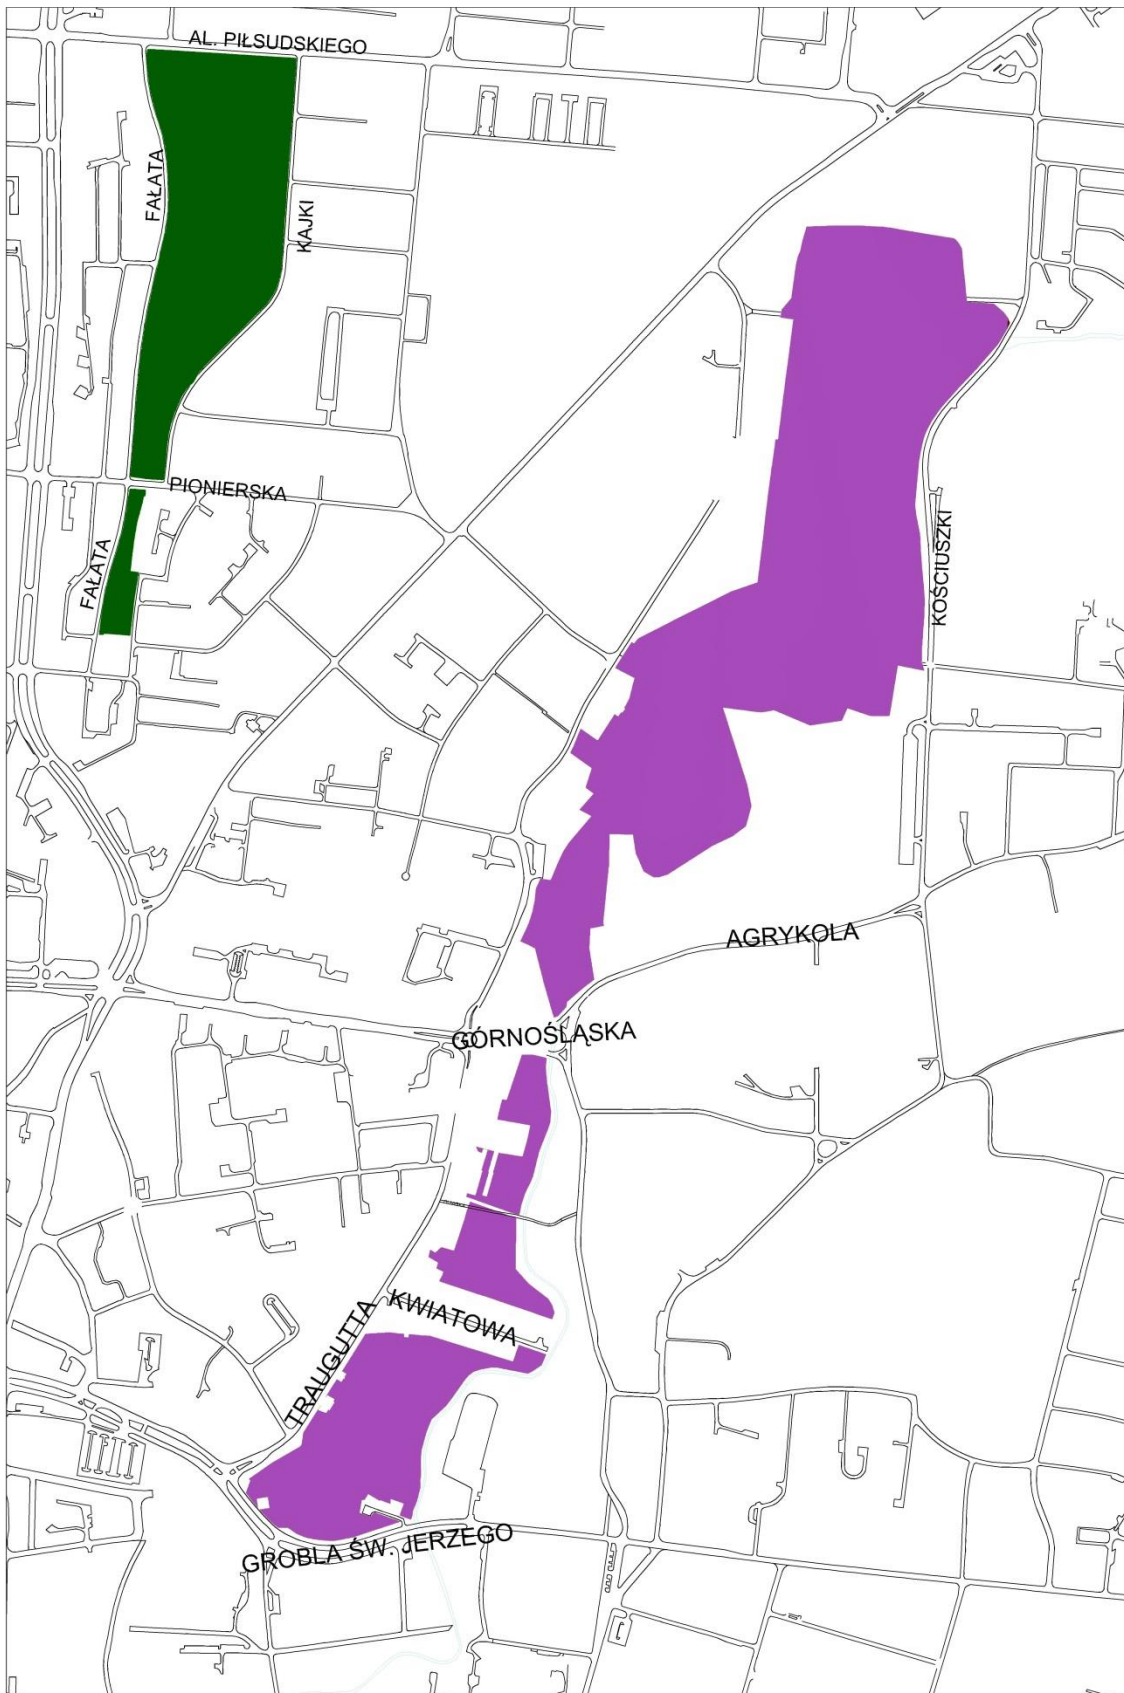 AL. PIŁSUDSKIEGO
FAŁATA
KAJKI
PIONIERSKA
FAŁATA
KOŚCIUSZKI
AGRYKOLA
GÓRNOŚLĄSKA
KWIATOWA
TRAUGUTTA
GROBLA ŚW. JERZEGO